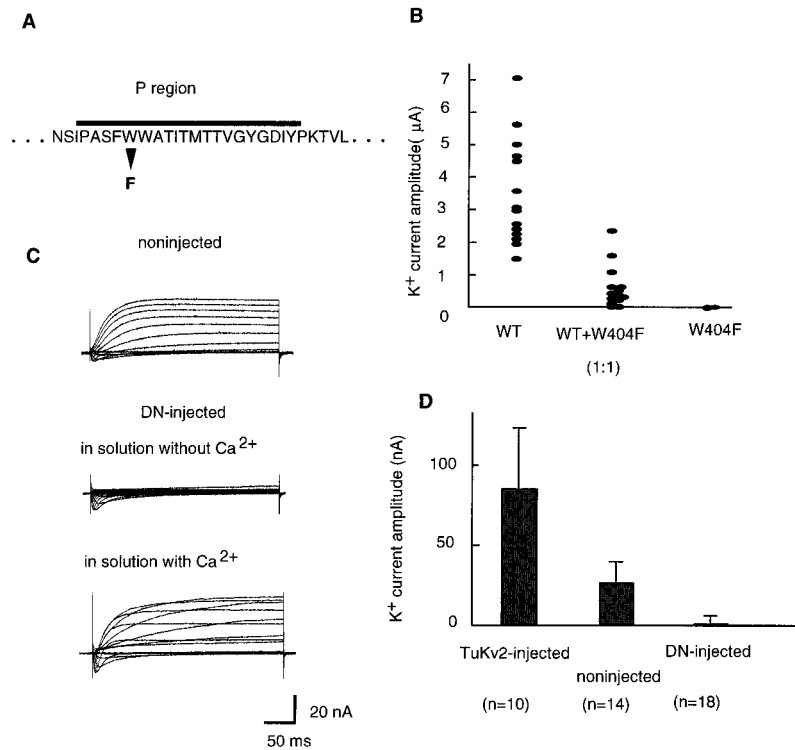 A
P region
. . . NSIPASFWWATITMTTVGYGDIYPKTVL . . .
F
B
K+ current amplitude( μA)
7
6
5
4
3
2
1
0
WT
WT+W404F
W404F
(1:1)
C
noninjected
DN-injected
in solution without Ca2+
in solution with Ca2+
20 nA
50 ms
D
K+ current amplitude (nA)
100
50
0
TuKv2-injected
DN-injected
noninjected
(n=10)
(n=14)
(n=18)